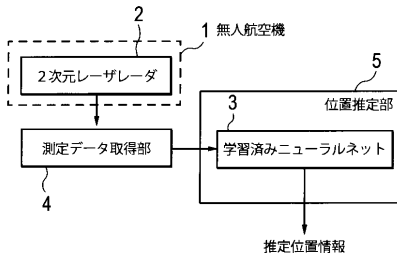 2
1 無人航空機
2次元レーザレーダ
5
位置推定部
3
測定データ取得部
学習済みニューラルネット
4
推定位置情報